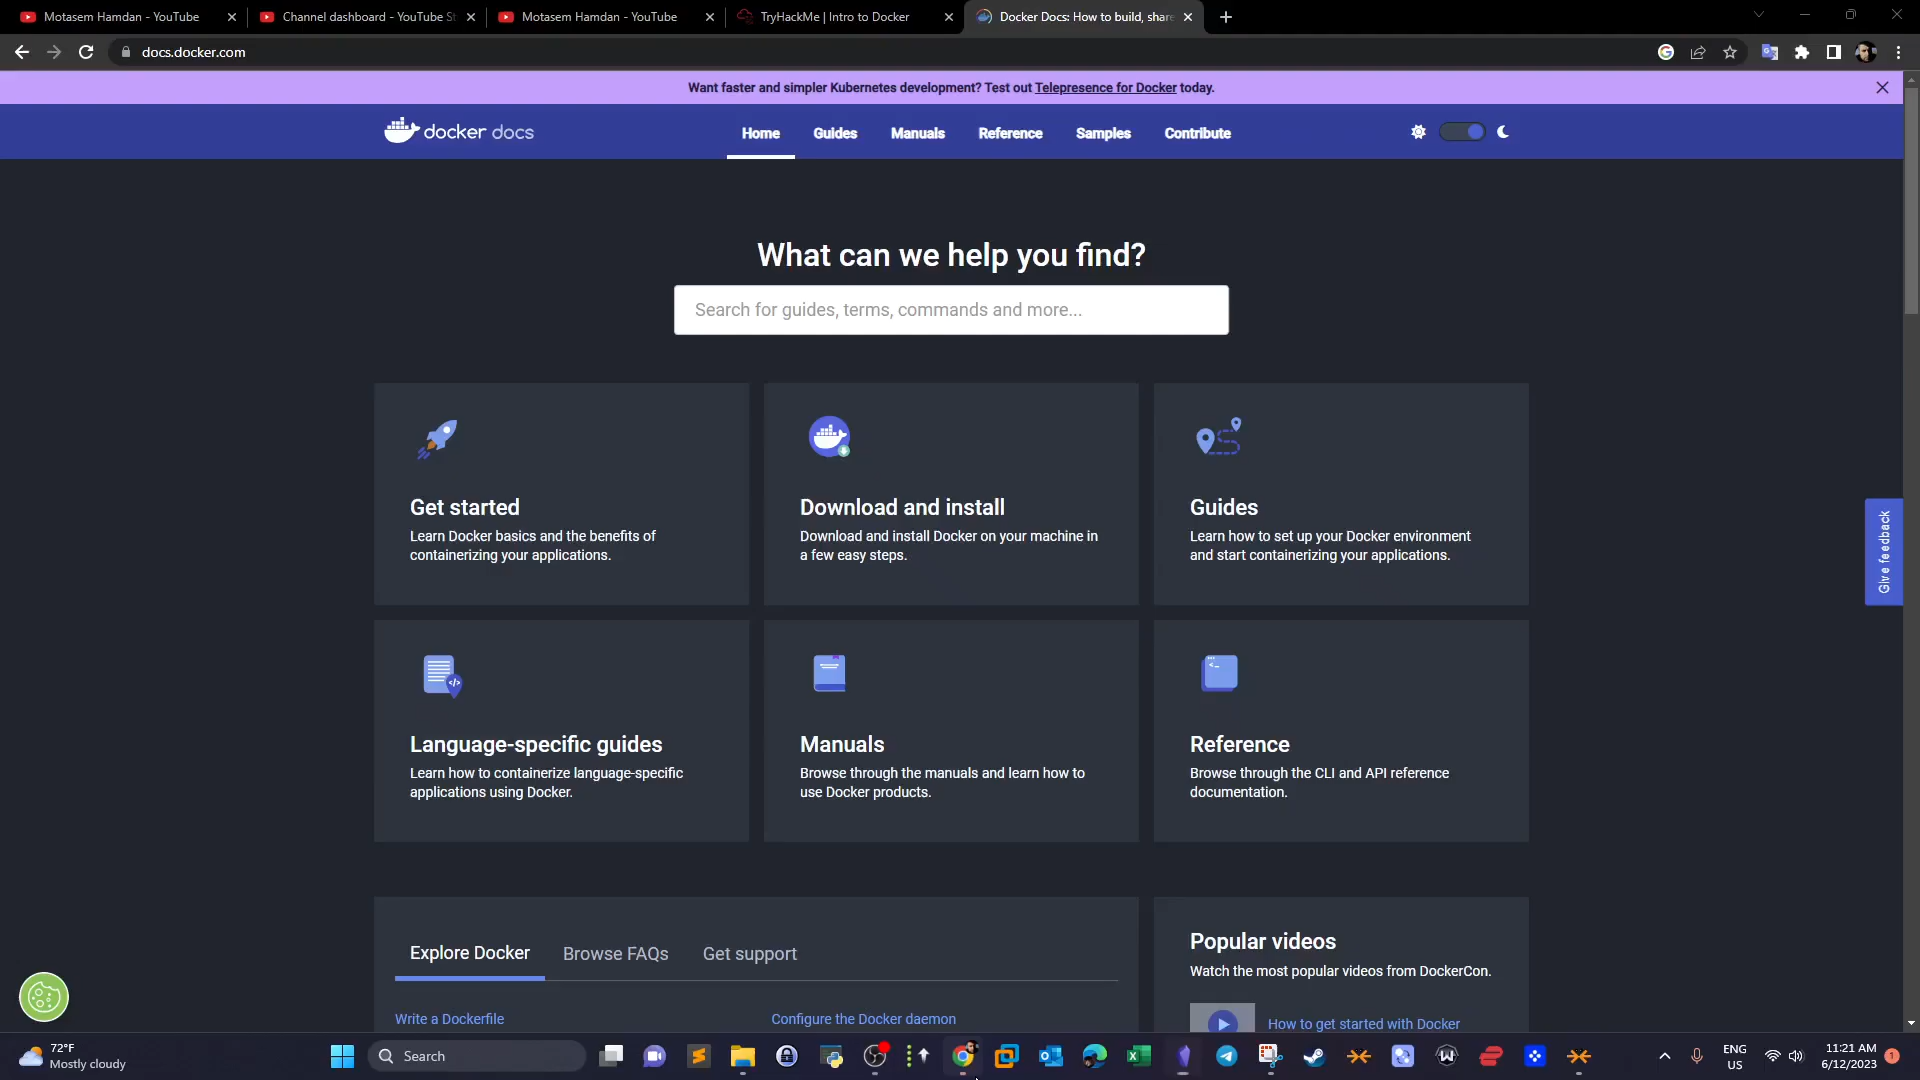 Motasem Hamdan - YouTube
Channel dashboard - YouTube St
Motasem Hamdan - YouTube
TryHackMe | Intro to Docker
Docker Docs: How to build, share
docs.docker.com
Want faster and simpler Kubernetes development? Test out Telepresence for Docker today.
docker docs
Home
Guides
Manuals
Reference
Samples
Contribute
What can we help you find?
Search for guides, terms, commands and more...
Get started
Learn Docker basics and the benefits of
containerizing your applications.
Download and install
Download and install Docker on your machine in
a few easy steps.
Guides
Learn how to set up your Docker environment
and start containerizing your applications.
Give feedback
Language-specific guides
Learn how to containerize language-specific
applications using Docker.
Manuals
Browse through the manuals and learn how to
use Docker products.
Reference
Browse through the CLI and API reference
documentation.
Explore Docker
Browse FAQs
Get support
Write a Dockerfile
Configure the Docker daemon
Popular videos
Watch the most popular videos from DockerCon.
How to get started with Docker
72°F
Mostly cloudy
Search
ENG
US
11:21 AM
6/12/2023
1